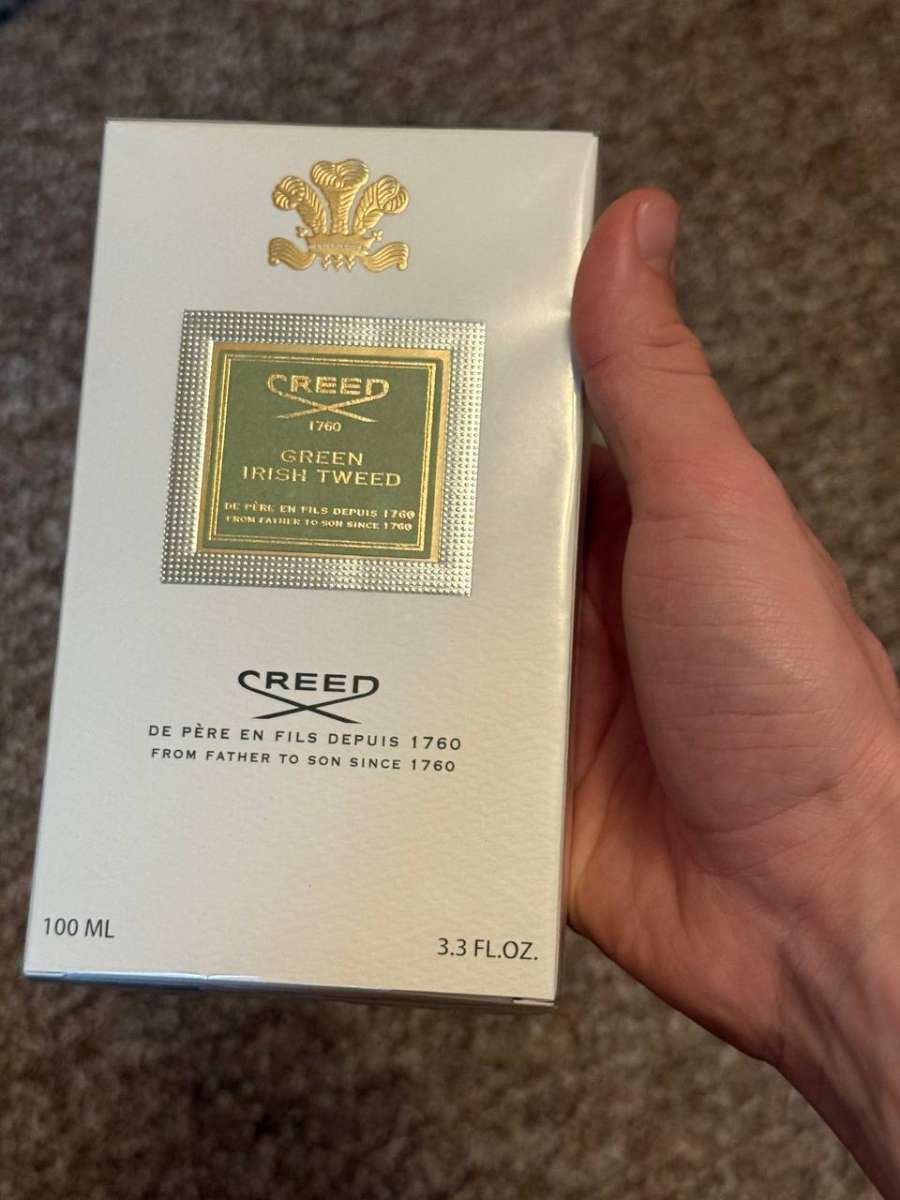 CREED
1760
GREEN
IRISH TWEED
DE PÈRE EN FILS DEPUIS 1760
FROM FATHER TO SON SINCE 1760
CREED
DE PÈRE EN FILS DEPUIS 1760
FROM FATHER TO SON SINCE 1760
100 ML
3.3 FL.OZ.